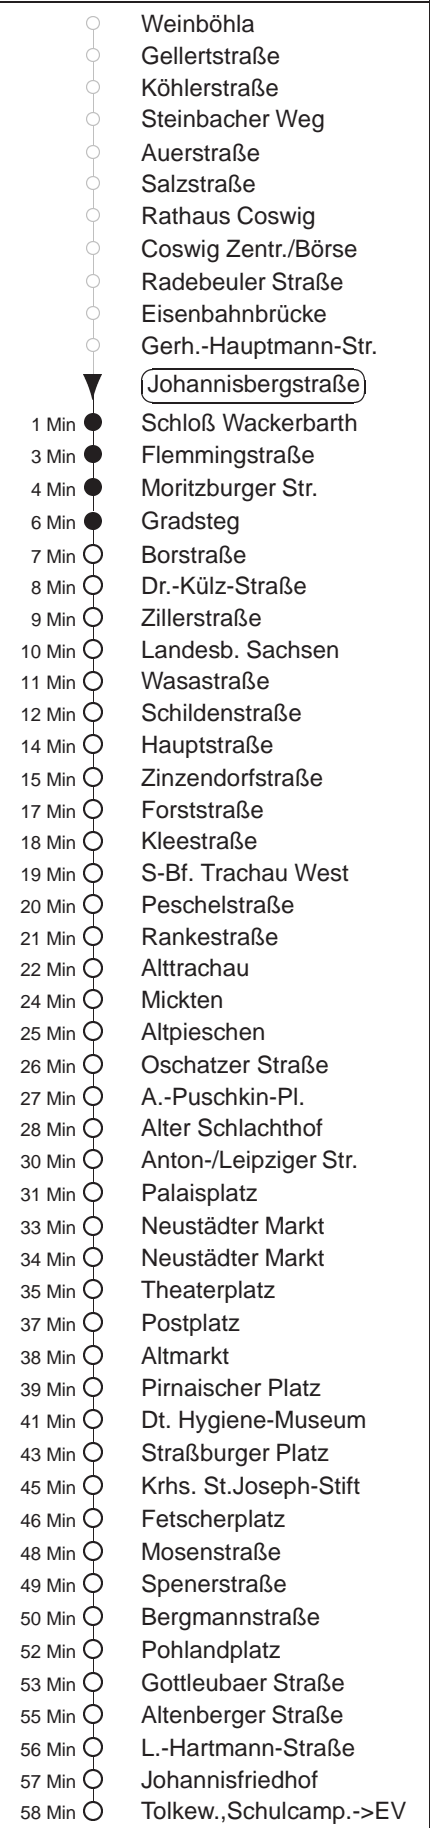 Weinböhla
Gellertstraße
Köhlerstraße
Steinbacher Weg
Auerstraße
Salzstraße
Rathaus Coswig
Coswig Zentr./Börse
Radebeuler Straße
Eisenbahnbrücke
Gerh.-Hauptmann-Str.
Johannisbergstraße
1 Min Schloß Wackerbarth
3 Min Flemmingstraße
4 Min Moritzburger Str.
6 Min Gradsteg
7 Min Borstraße
8 Min Dr.-Külz-Straße
9 Min Zillerstraße
10 Min Landesb. Sachsen
11 Min Wasastraße
12 Min Schildenstraße
14 Min Hauptstraße
15 Min Zinzendorfstraße
17 Min Forststraße
18 Min Kleestraße
19 Min S-Bf. Trachau West
20 Min Peschelstraße
21 Min Rankestraße
22 Min Alttrachau
24 Min Mickten
25 Min Altpieschen
26 Min Oschatzer Straße
27 Min A.-Puschkin-Pl.
28 Min Alter Schlachthof
30 Min Anton-/Leipziger Str.
31 Min Palaisplatz
33 Min Neustädter Markt
34 Min Neustädter Markt
35 Min Theaterplatz
37 Min Postplatz
38 Min Altmarkt
39 Min Pirnaischer Platz
41 Min Dt. Hygiene-Museum
43 Min Straßburger Platz
45 Min Krhs. St.Joseph-Stift
46 Min Fetscherplatz
48 Min Mosenstraße
49 Min Spenerstraße
50 Min Bergmannstraße
52 Min Pohlandplatz
53 Min Gottleubaer Straße
55 Min Altenberger Straße
56 Min L.-Hartmann-Straße
57 Min Johannisfriedhof
58 Min Tolkew.,Schulcamp.->EV